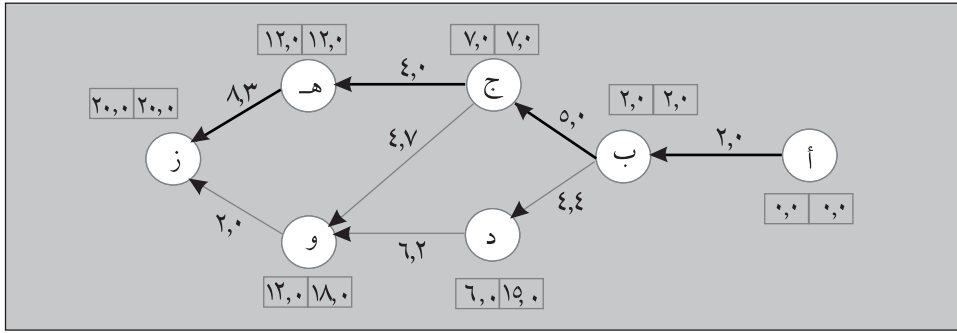 ٧,٠ ٧,٠
١٢,٠ ١٢,٠
ج
٤,٠
هـ
٢,٠ ٢,٠
٨,٣
٢٠,٠ ٢٠,٠
٥,٠
٤,٧
أ
٢,٠
ب
ز
٠,٠ ٠,٠
٤,٤
د
٦,٢
و
٢,٠
١٥,٠ ٦,٠
١٨,٠ ١٢,٠